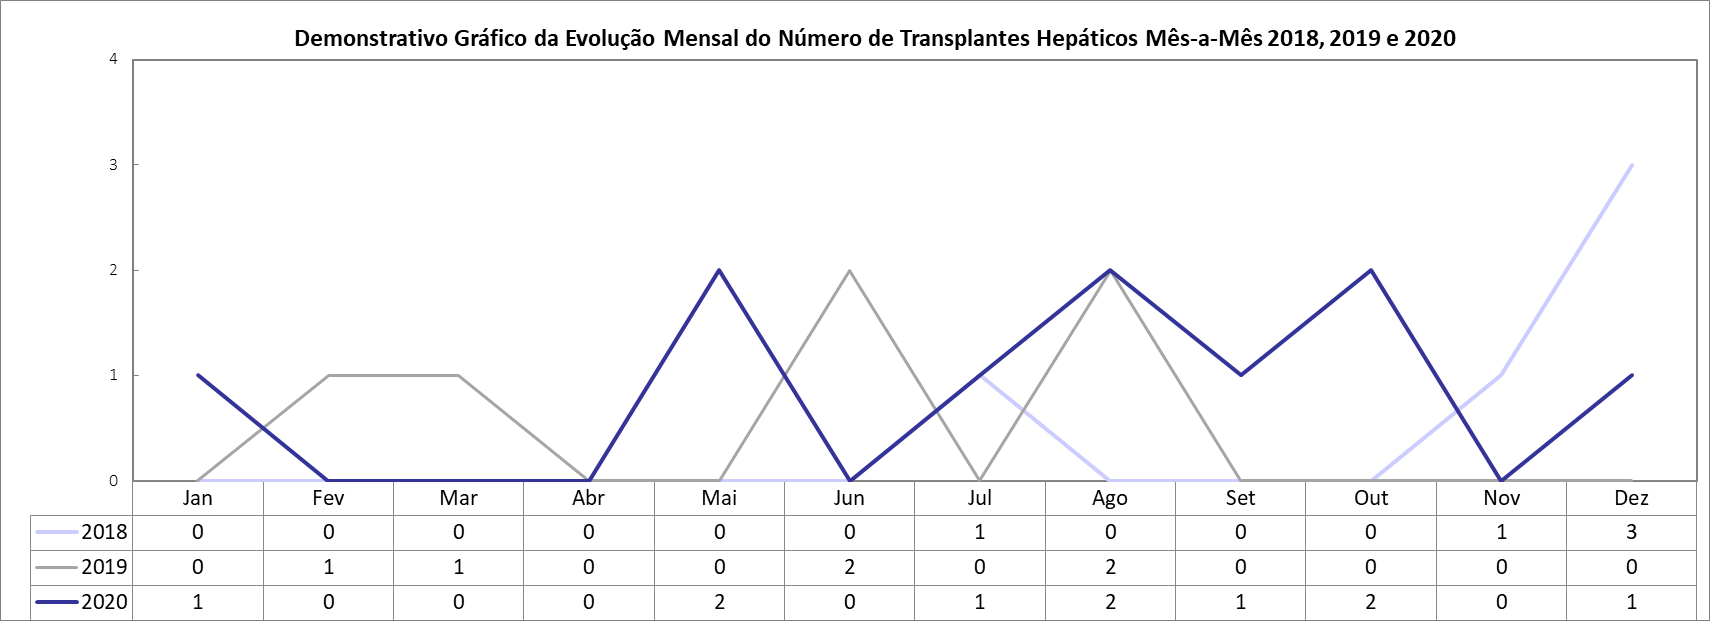 Demonstrativo Gráfico da Evolução Mensal do Número de Transplantes Hepáticos Mês-a-Mês 2018, 2019 e 2020
4
3
2
1
0
Jan Fev Mar Abr Mai Jun Jul Ago Set Out Nov Dez
2018 0 0 0 0 0 0 1 0 0 0 1 3
2019 0 1 1 0 0 2 0 2 0 0 0 0
2020 1 0 0 0 2 0 1 2 1 2 0 1